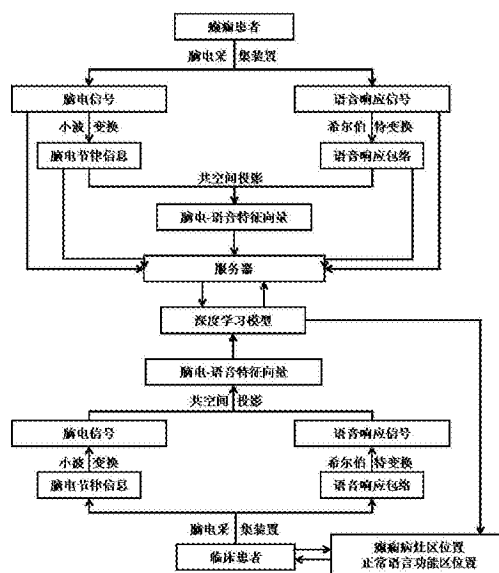 癫痫患者
脑电采集装置
脑电信号 语音响应信号
小波变换 希尔伯特变换
脑电节律信息 语音响应包络
共空间投影
脑电-语音特征向量
服务器
深度学习模型
脑电-语音特征向量
共空间投影
脑电信号 语音响应信号
小波变换 希尔伯特变换
脑电节律信息 语音响应包络
脑电采集装置
临床患者
癫痫病灶区位置
正常语言功能区位置